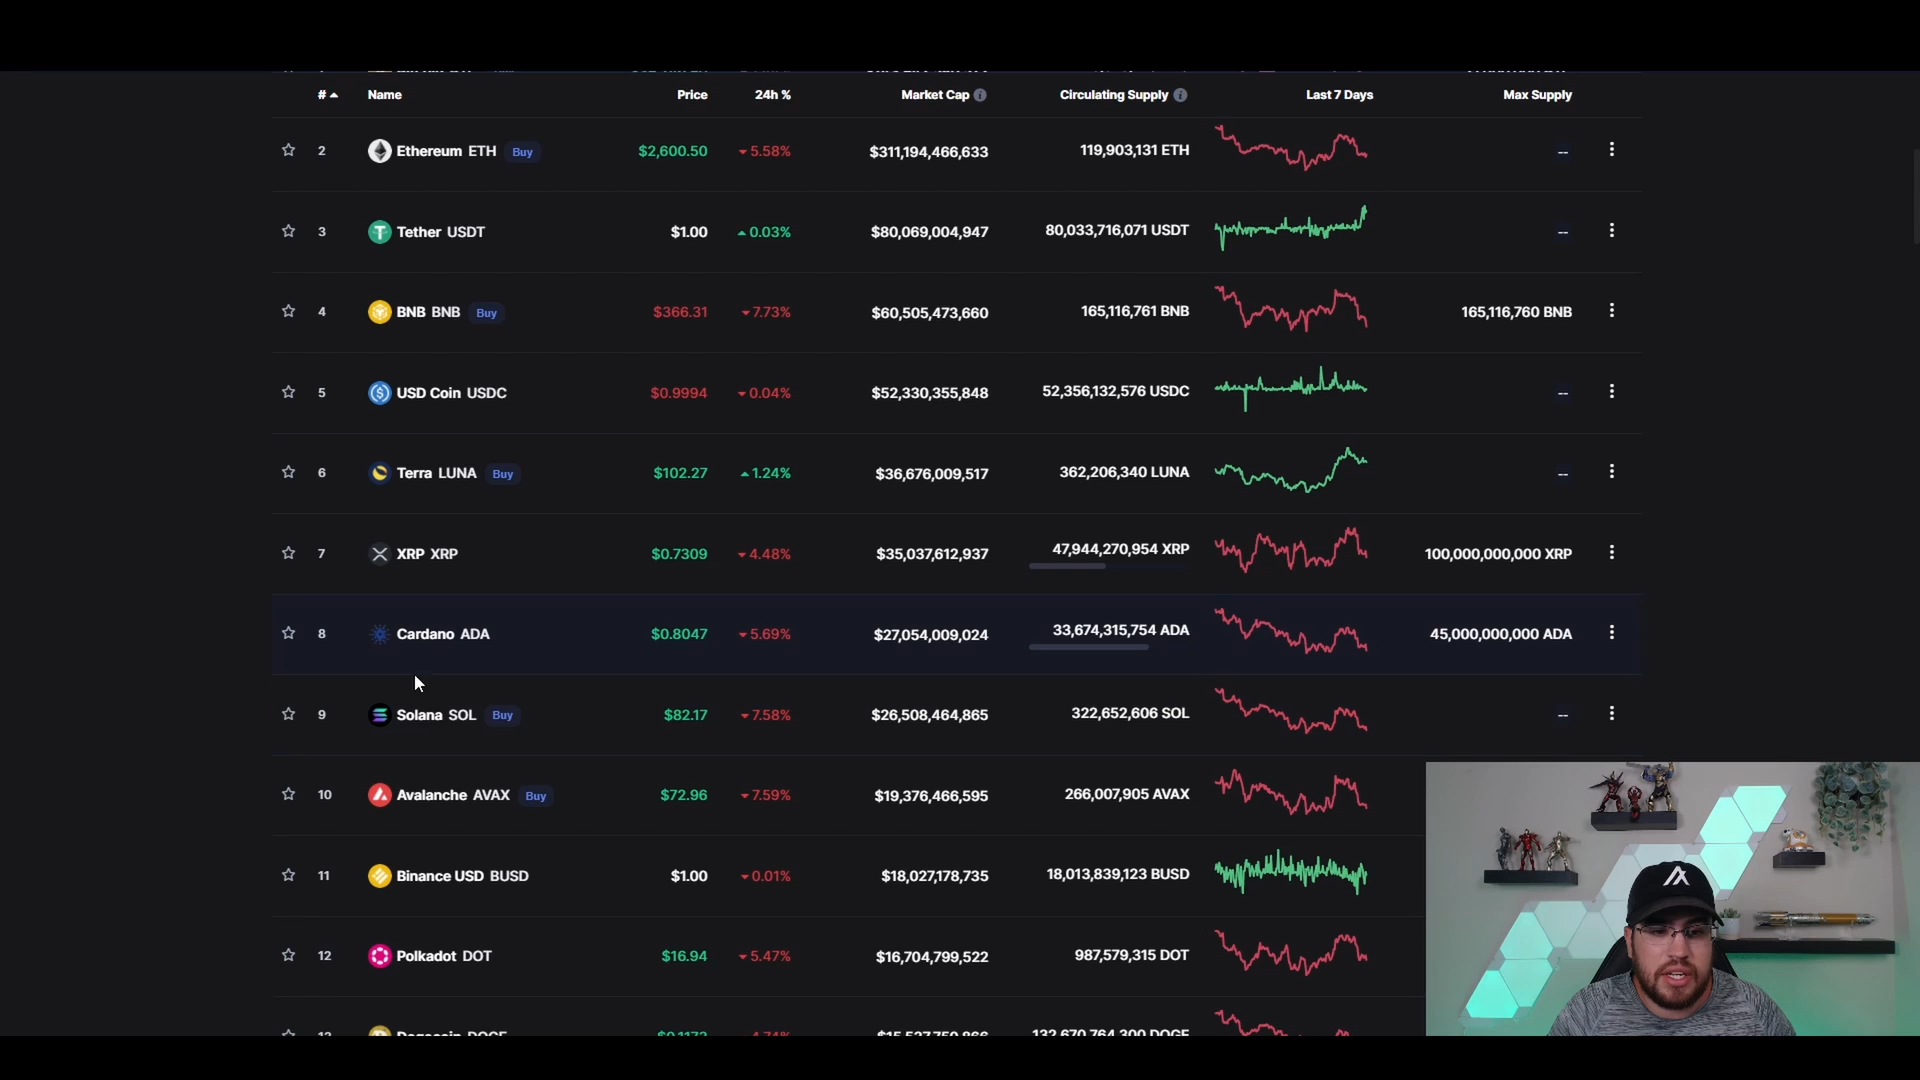 # Name Price 24h % Market Cap Circulating Supply Last 7 Days Max Supply
2 Ethereum ETH Buy $2,600.50 5.58% $311,194,466,633 119,903,131 ETH --
3 Tether USDT $1.00 0.03% $80,069,004,947 80,033,716,071 USDT --
4 BNB BNB Buy $366.31 7.73% $60,505,473,660 165,116,761 BNB 165,116,760 BNB
5 USD Coin USDC $0.9994 0.04% $52,330,355,848 52,356,132,576 USDC --
6 Terra LUNA Buy $102.27 1.24% $36,676,009,517 362,206,340 LUNA --
7 XRP XRP $0.7309 4.48% $35,037,612,937 47,944,270,954 XRP 100,000,000,000 XRP
8 Cardano ADA $0.8047 5.69% $27,054,009,024 33,674,315,754 ADA 45,000,000,000 ADA
9 Solana SOL Buy $82.17 7.58% $26,508,464,865 322,652,606 SOL --
10 Avalanche AVAX Buy $72.96 7.59% $19,376,466,595 266,007,905 AVAX
11 Binance USD BUSD $1.00 0.01% $18,027,178,735 18,013,839,123 BUSD
12 Polkadot DOT $16.94 5.47% $16,704,799,522 987,579,315 DOT
13 Dogecoin DOGE 132,670,764,300 DOGE